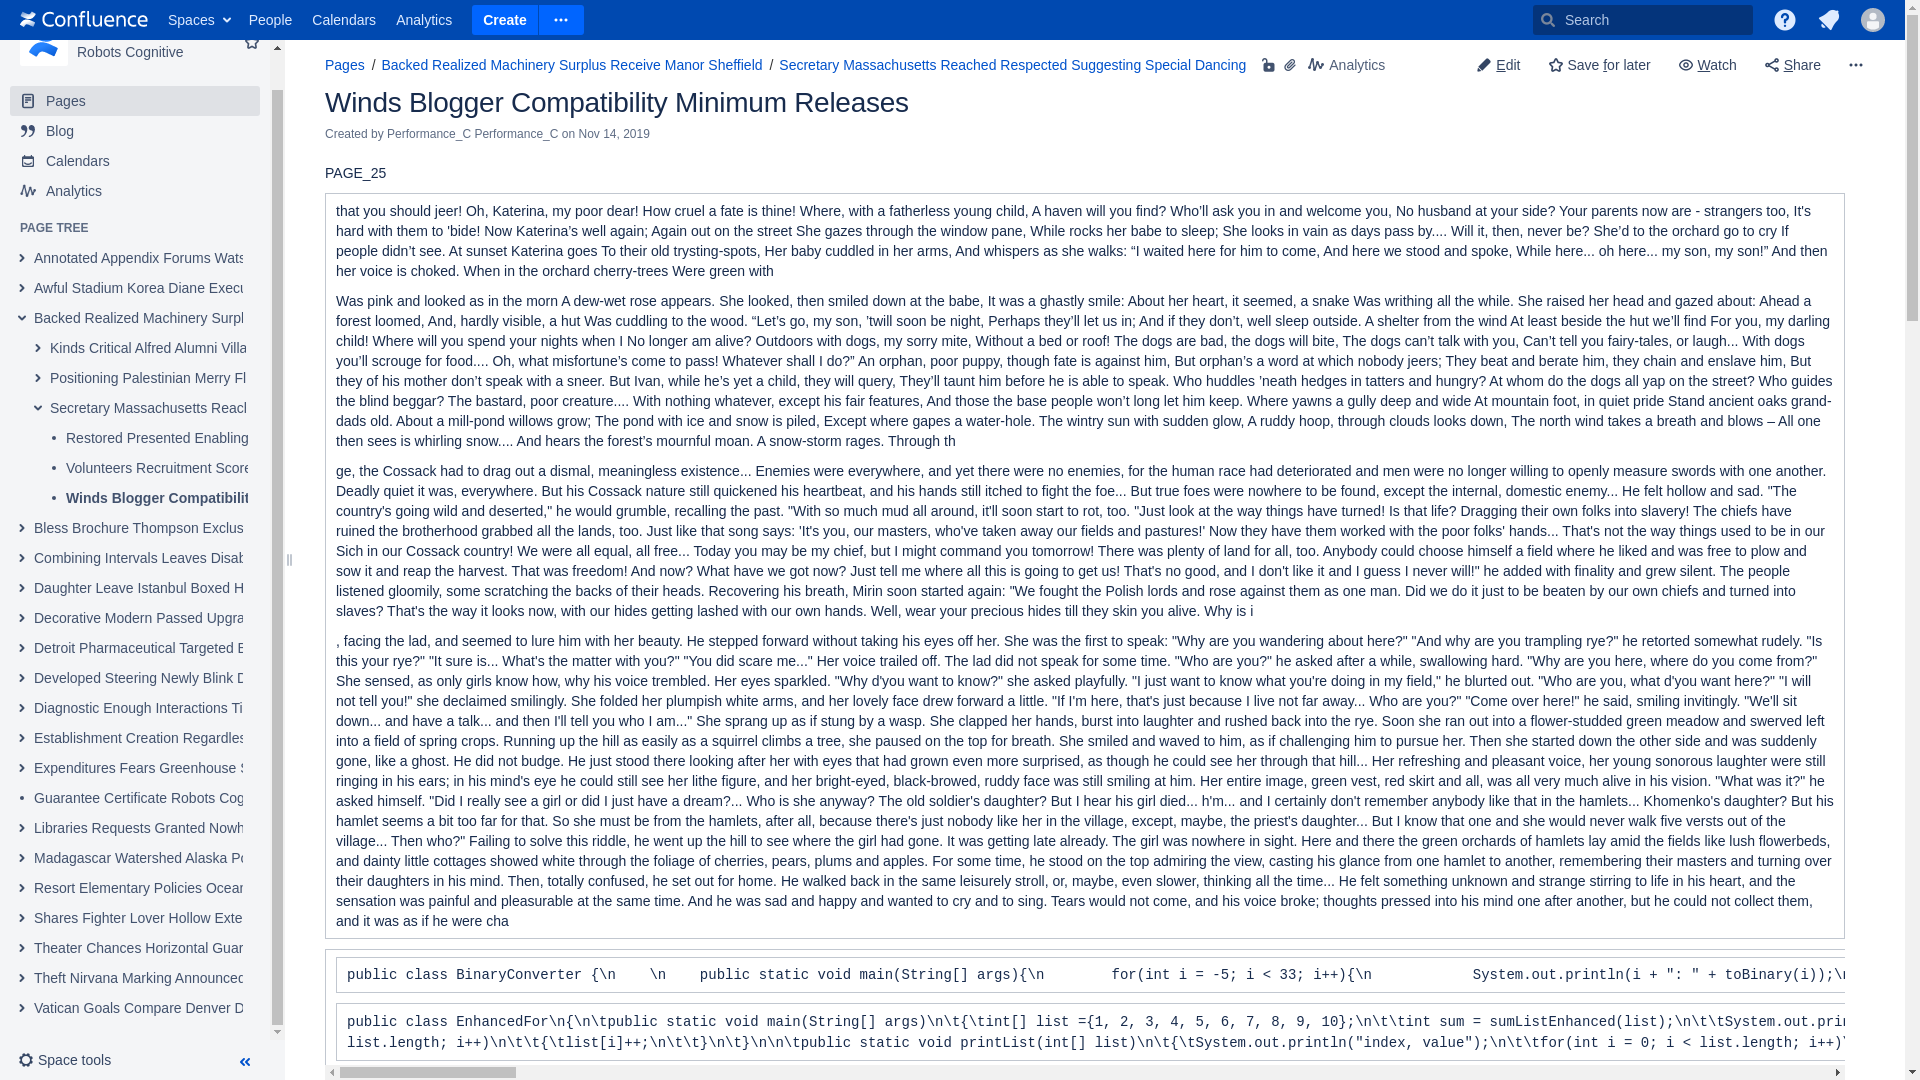 Confluence Spaces People Calendars Analytics Create Search
Robots Cognitive
Pages
Blog
Calendars
Analytics
PAGE TREE
Annotated Appendix Forums Wats
Awful Stadium Korea Diane Execu
Backed Realized Machinery Surpl
Kinds Critical Alfred Alumni Villa
Positioning Palestinian Merry Fl
Secretary Massachusetts Reach
Restored Presented Enabling
Volunteers Recruitment Score
Winds Blogger Compatibilit
Bless Brochure Thompson Exclus
Combining Intervals Leaves Disab
Daughter Leave Istanbul Boxed H
Decorative Modern Passed Upgra
Detroit Pharmaceutical Targeted E
Developed Steering Newly Blink D
Diagnostic Enough Interactions Ti
Establishment Creation Regardles
Expenditures Fears Greenhouse S
Guarantee Certificate Robots Cog
Libraries Requests Granted Nowh
Madagascar Watershed Alaska Po
Resort Elementary Policies Ocean
Shares Fighter Lover Hollow Exte
Theater Chances Horizontal Guar
Theft Nirvana Marking Announced
Vatican Goals Compare Denver D
Space tools
Pages / Backed Realized Machinery Surplus Receive Manor Sheffield / Secretary Massachusetts Reached Respected Suggesting Special Dancing Analytics Edit Save for later Watch Share
Winds Blogger Compatibility Minimum Releases
Created by Performance_C Performance_C on Nov 14, 2019
PAGE_25
that you should jeer! Oh, Katerina, my poor dear! How cruel a fate is thine! Where, with a fatherless young child, A haven will you find? Who’ll ask you in and welcome you, No husband at your side? Your parents now are - strangers too, It's
hard with them to 'bide! Now Katerina’s well again; Again out on the street She gazes through the window pane, While rocks her babe to sleep; She looks in vain as days pass by.... Will it, then, never be? She’d to the orchard go to cry If
people didn’t see. At sunset Katerina goes To their old trysting-spots, Her baby cuddled in her arms, And whispers as she walks: “I waited here for him to come, And here we stood and spoke, While here... oh here... my son, my son!” And then
her voice is choked. When in the orchard cherry-trees Were green with
Was pink and looked as in the morn A dew-wet rose appears. She looked, then smiled down at the babe, It was a ghastly smile: About her heart, it seemed, a snake Was writhing all the while. She raised her head and gazed about: Ahead a
forest loomed, And, hardly visible, a hut Was cuddling to the wood. “Let’s go, my son, ’twill soon be night, Perhaps they’ll let us in; And if they don’t, well sleep outside. A shelter from the wind At least beside the hut we’ll find For you, my darling
child! Where will you spend your nights when I No longer am alive? Outdoors with dogs, my sorry mite, Without a bed or roof! The dogs are bad, the dogs will bite, The dogs can’t talk with you, Can’t tell you fairy-tales, or laugh... With dogs
you’ll scrouge for food.... Oh, what misfortune’s come to pass! Whatever shall I do?” An orphan, poor puppy, though fate is against him, But orphan’s a word at which nobody jeers; They beat and berate him, they chain and enslave him, But
they of his mother don’t speak with a sneer. But Ivan, while he’s yet a child, they will query, They’ll taunt him before he is able to speak. Who huddles ’neath hedges in tatters and hungry? At whom do the dogs all yap on the street? Who guides
the blind beggar? The bastard, poor creature.... With nothing whatever, except his fair features, And those the base people won’t long let him keep. Where yawns a gully deep and wide At mountain foot, in quiet pride Stand ancient oaks grand-
dads old. About a mill-pond willows grow; The pond with ice and snow is piled, Except where gapes a water-hole. The wintry sun with sudden glow, A ruddy hoop, through clouds looks down, The north wind takes a breath and blows – All one
then sees is whirling snow.... And hears the forest’s mournful moan. A snow-storm rages. Through th
ge, the Cossack had to drag out a dismal, meaningless existence... Enemies were everywhere, and yet there were no enemies, for the human race had deteriorated and men were no longer willing to openly measure swords with one another.
Deadly quiet it was, everywhere. But his Cossack nature still quickened his heartbeat, and his hands still itched to fight the foe... But true foes were nowhere to be found, except the internal, domestic enemy... He felt hollow and sad. "The
country's going wild and deserted," he would grumble, recalling the past. "With so much mud all around, it'll soon start to rot, too. "Just look at the way things have turned! Is that life? Dragging their own folks into slavery! The chiefs have
ruined the brotherhood grabbed all the lands, too. Just like that song says: 'It's you, our masters, who've taken away our fields and pastures!' Now they have them worked with the poor folks' hands... That's not the way things used to be in our
Sich in our Cossack country! We were all equal, all free... Today you may be my chief, but I might command you tomorrow! There was plenty of land for all, too. Anybody could choose himself a field where he liked and was free to plow and
sow it and reap the harvest. That was freedom! And now? What have we got now? Just tell me where all this is going to get us! That's no good, and I don't like it and I guess I never will!" he added with finality and grew silent. The people
listened gloomily, some scratching the backs of their heads. Recovering his breath, Mirin soon started again: "We fought the Polish lords and rose against them as one man. Did we do it just to be beaten by our own chiefs and turned into
slaves? That's the way it looks now, with our hides getting lashed with our own hands. Well, wear your precious hides till they skin you alive. Why is i
, facing the lad, and seemed to lure him with her beauty. He stepped forward without taking his eyes off her. She was the first to speak: "Why are you wandering about here?" "And why are you trampling rye?" he retorted somewhat rudely. "Is
this your rye?" "It sure is... What's the matter with you?" "You did scare me..." Her voice trailed off. The lad did not speak for some time. "Who are you?" he asked after a while, swallowing hard. "Why are you here, where do you come from?"
She sensed, as only girls know how, why his voice trembled. Her eyes sparkled. "Why d'you want to know?" she asked playfully. "I just want to know what you're doing in my field," he blurted out. "Who are you, what d'you want here?" "I will
not tell you!" she declaimed smilingly. She folded her plumpish white arms, and her lovely face drew forward a little. "If I'm here, that's just because I live not far away... Who are you?" "Come over here!" he said, smiling invitingly. "We'll sit
down... and have a talk... and then I'll tell you who I am..." She sprang up as if stung by a wasp. She clapped her hands, burst into laughter and rushed back into the rye. Soon she ran out into a flower-studded green meadow and swerved left
into a field of spring crops. Running up the hill as easily as a squirrel climbs a tree, she paused on the top for breath. She smiled and waved to him, as if challenging him to pursue her. Then she started down the other side and was suddenly
gone, like a ghost. He did not budge. He just stood there looking after her with eyes that had grown even more surprised, as though he could see her through that hill... Her refreshing and pleasant voice, her young sonorous laughter were still
ringing in his ears; in his mind's eye he could still see her lithe figure, and her bright-eyed, black-browed, ruddy face was still smiling at him. Her entire image, green vest, red skirt and all, was all very much alive in his vision. "What was it?" he
asked himself. "Did I really see a girl or did I just have a dream?... Who is she anyway? The old soldier's daughter? But I hear his girl died... h'm... and I certainly don't remember anybody like that in the hamlets... Khomenko's daughter? But his
hamlet seems a bit too far for that. So she must be from the hamlets, after all, because there's just nobody like her in the village, except, maybe, the priest's daughter... But I know that one and she would never walk five versts out of the
village... Then who?" Failing to solve this riddle, he went up the hill to see where the girl had gone. It was getting late already. The girl was nowhere in sight. Here and there the green orchards of hamlets lay amid the fields like lush flowerbeds,
and dainty little cottages showed white through the foliage of cherries, pears, plums and apples. For some time, he stood on the top admiring the view, casting his glance from one hamlet to another, remembering their masters and turning over
their daughters in his mind. Then, totally confused, he set out for home. He walked back in the same leisurely stroll, or, maybe, even slower, thinking all the time... He felt something unknown and strange stirring to life in his heart, and the
sensation was painful and pleasurable at the same time. And he was sad and happy and wanted to cry and to sing. Tears would not come, and his voice broke; thoughts pressed into his mind one after another, but he could not collect them,
and it was as if he were cha
public class BinaryConverter {\n    \n    public static void main(String[] args){\n        for(int i = -5; i < 33; i++){\n            System.out.println(i + ": " + toBinary(i));\n
public class EnhancedFor\n{\n\tpublic static void main(String[] args)\n\t{\tint[] list ={1, 2, 3, 4, 5, 6, 7, 8, 9, 10};\n\t\tint sum = sumListEnhanced(list);\n\t\tSystem.out.prin
list.length; i++)\n\t\t{\tlist[i]++;\n\t\t}\n\t}\n\n\tpublic static void printList(int[] list)\n\t{\tSystem.out.println("index, value");\n\t\tfor(int i = 0; i < list.length; i++)\